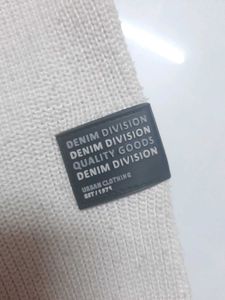 DENIM DIVISION
DENIM DIVISION
QUALITY GOODS
DENIM DIVISION
URBAN CLOTHING
EST / 1971